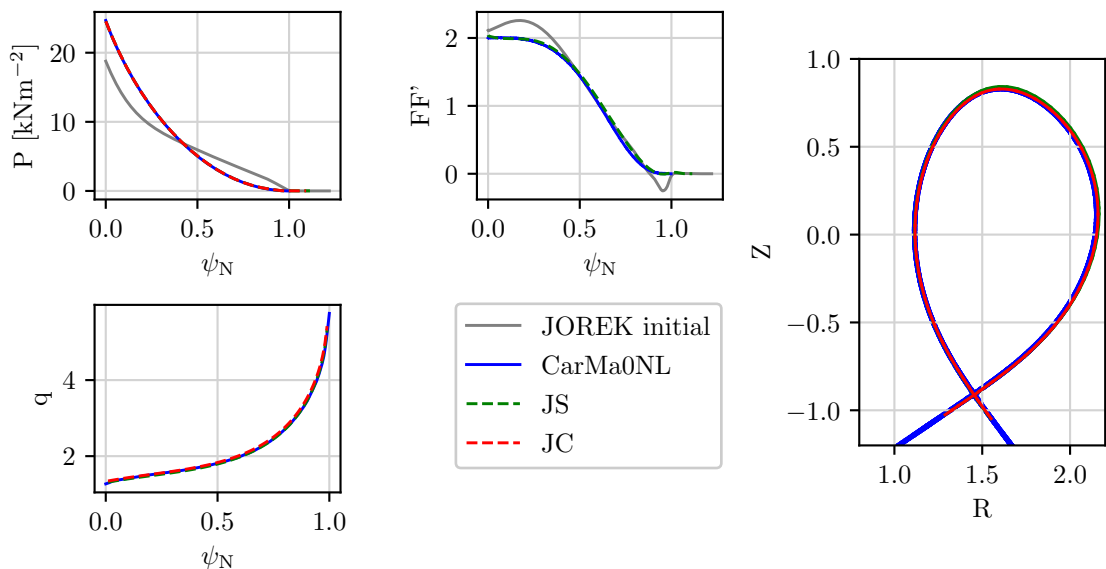 P [kNm⁻²]
20
10
0
0.0 0.5 1.0
ψN
FF'
2
1
0
0.0 0.5 1.0
ψN
q
4
2
0.0 0.5 1.0
ψN
JOREK initial
CarMa0NL
JS
JC
Z
1.0
0.5
0.0
−0.5
−1.0
1.0 1.5 2.0
R